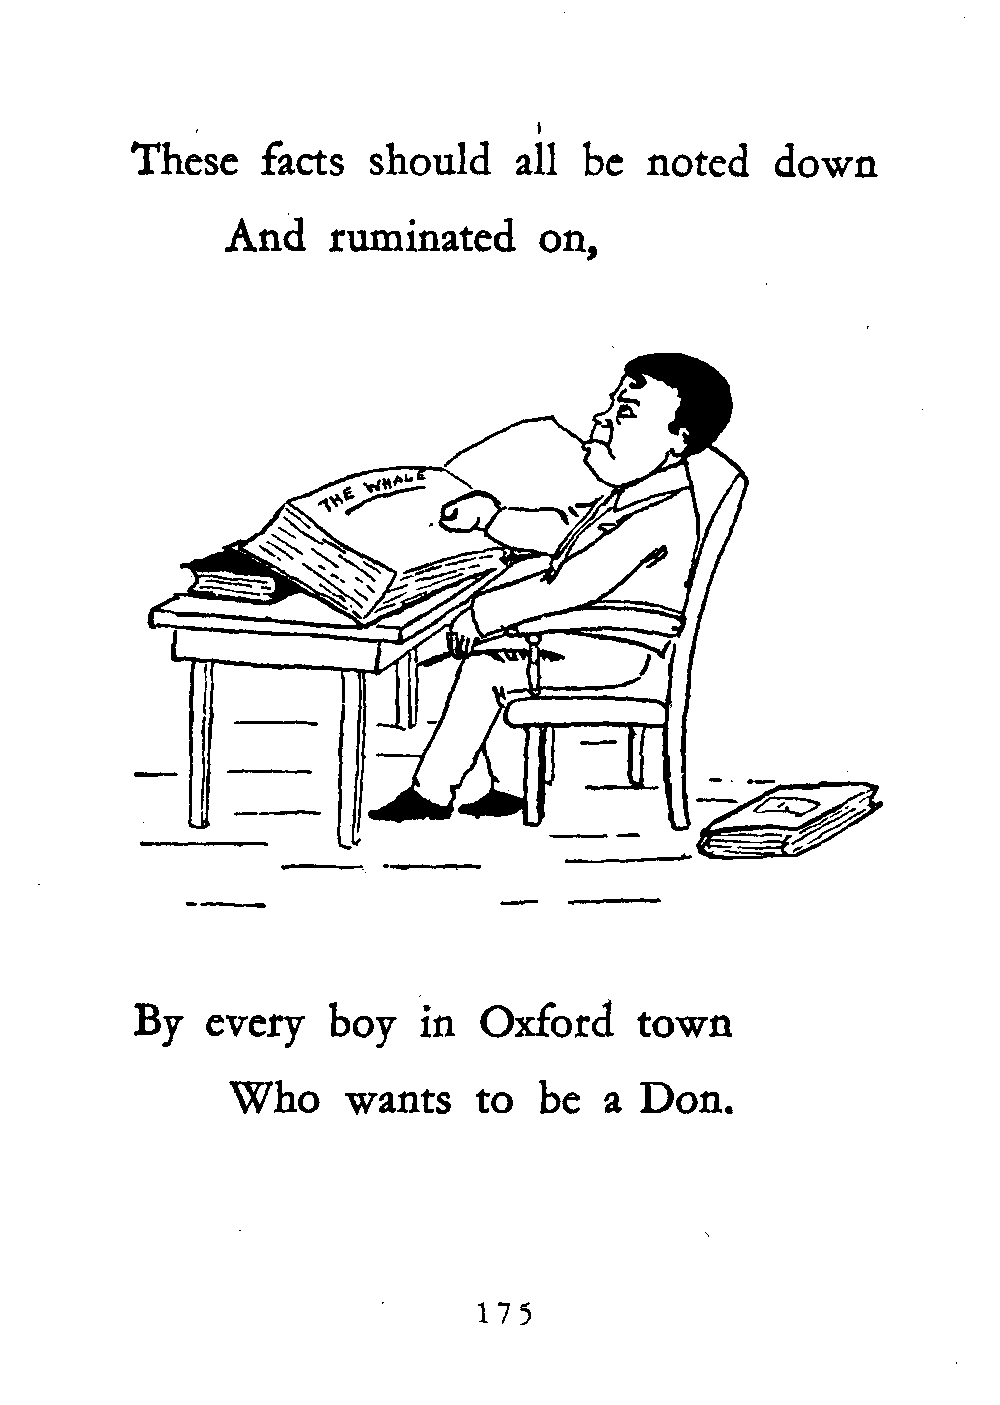 These facts should all be noted down
And ruminated on,
THE WHALE
By every boy in Oxford town
Who wants to be a Don.
175